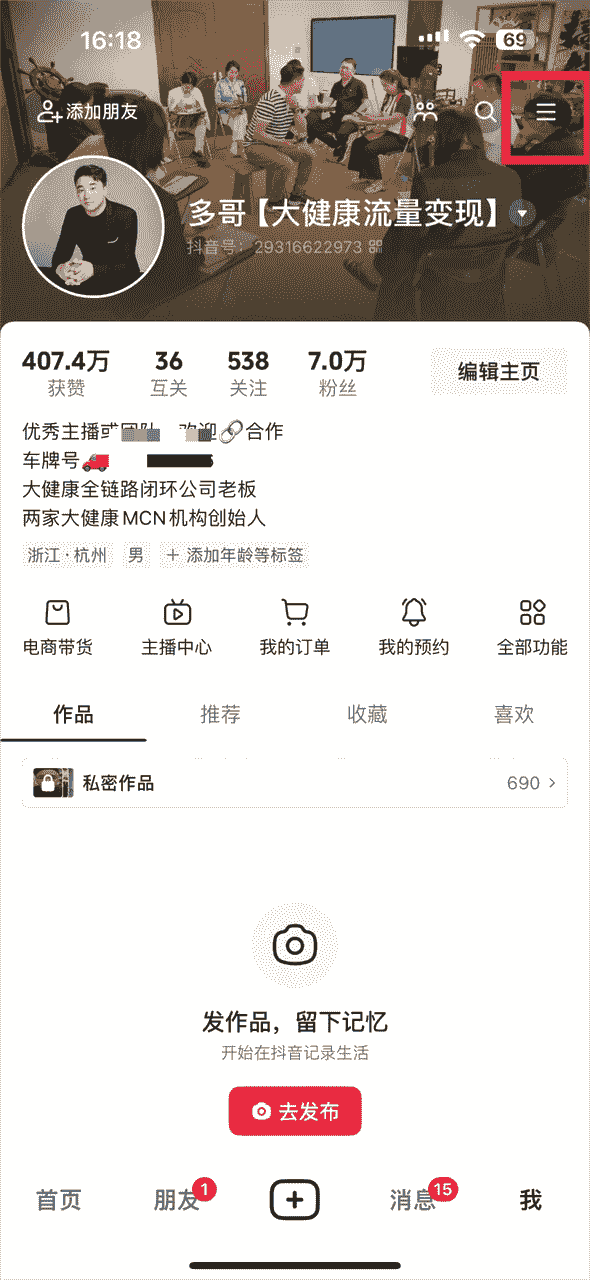 16:18
69
添加朋友
多哥【大健康流量变现】
抖音号：29316622973
407.4万 36 538 7.0万
获赞 互关 关注 粉丝
编辑主页
优秀主播或团队 欢迎🔗合作
车牌号🚚
大健康全链路闭环公司老板
两家大健康MCN机构创始人
浙江·杭州 男 + 添加年龄等标签
电商带货 主播中心 我的订单 我的预约 全部功能
作品 推荐 收藏 喜欢
私密作品 690 >
发作品，留下记忆
开始在抖音记录生活
去发布
首页 朋友 1 消息 15 我